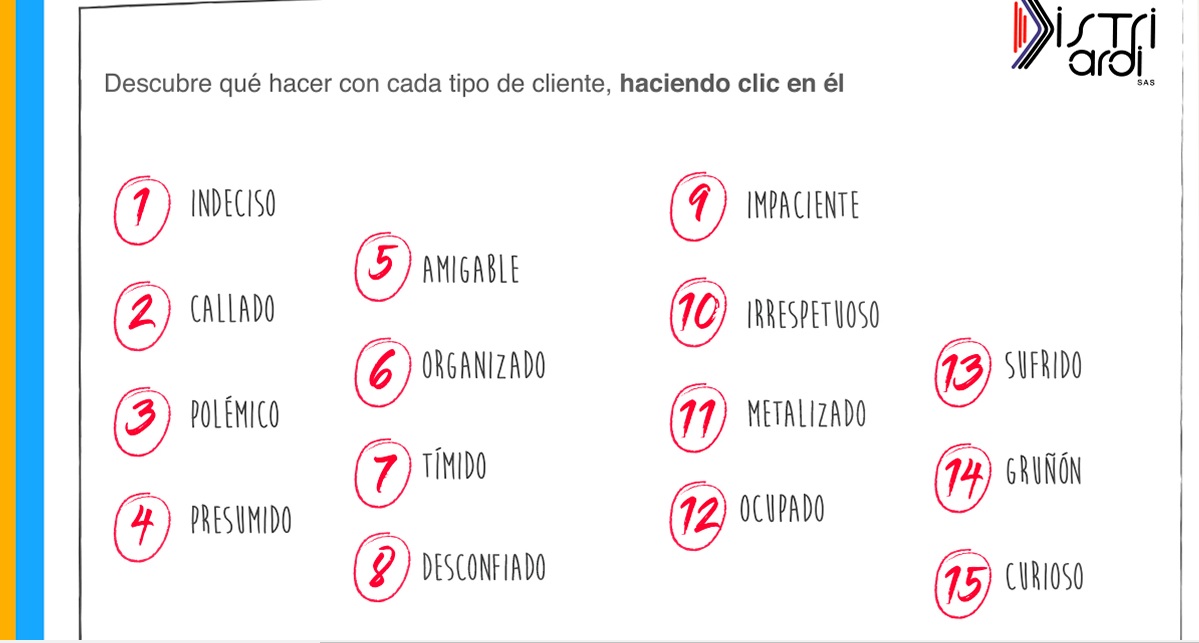 Distri
ardi
SAS
Descubre qué hacer con cada tipo de cliente, haciendo clic en él
1 INDECISO
2 CALLADO
3 POLÉMICO
4 PRESUMIDO
5 AMIGABLE
6 ORGANIZADO
7 TÍMIDO
8 DESCONFIADO
9 IMPACIENTE
10 IRRESPETUOSO
11 METALIZADO
12 OCUPADO
13 SUFRIDO
14 GRUÑÓN
15 CURIOSO